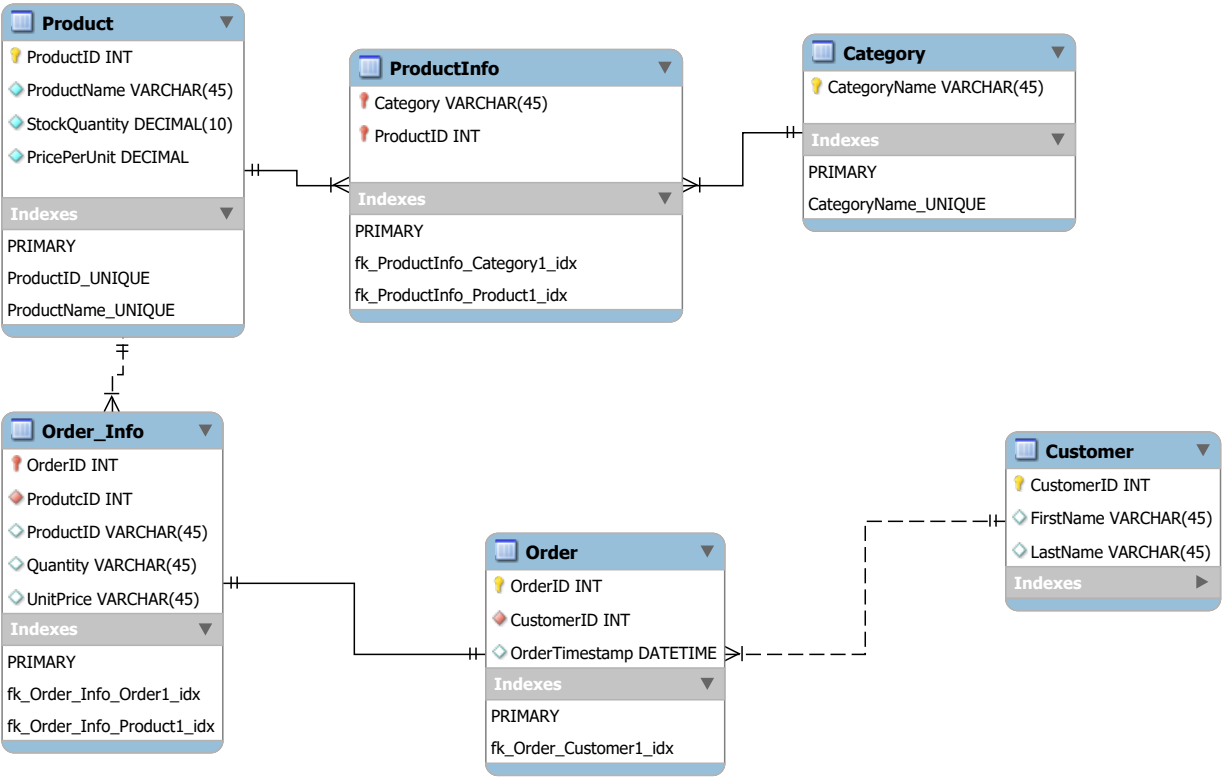 Product
ProductID INT
ProductName VARCHAR(45)
StockQuantity DECIMAL(10)
PricePerUnit DECIMAL
Indexes
PRIMARY
ProductID_UNIQUE
ProductName_UNIQUE
ProductInfo
Category VARCHAR(45)
ProductID INT
Indexes
PRIMARY
fk_ProductInfo_Category1_idx
fk_ProductInfo_Product1_idx
Category
CategoryName VARCHAR(45)
Indexes
PRIMARY
CategoryName_UNIQUE
Order_Info
OrderID INT
ProdutcID INT
ProductID VARCHAR(45)
Quantity VARCHAR(45)
UnitPrice VARCHAR(45)
Indexes
PRIMARY
fk_Order_Info_Order1_idx
fk_Order_Info_Product1_idx
Order
OrderID INT
CustomerID INT
OrderTimestamp DATETIME
Indexes
PRIMARY
fk_Order_Customer1_idx
Customer
CustomerID INT
FirstName VARCHAR(45)
LastName VARCHAR(45)
Indexes